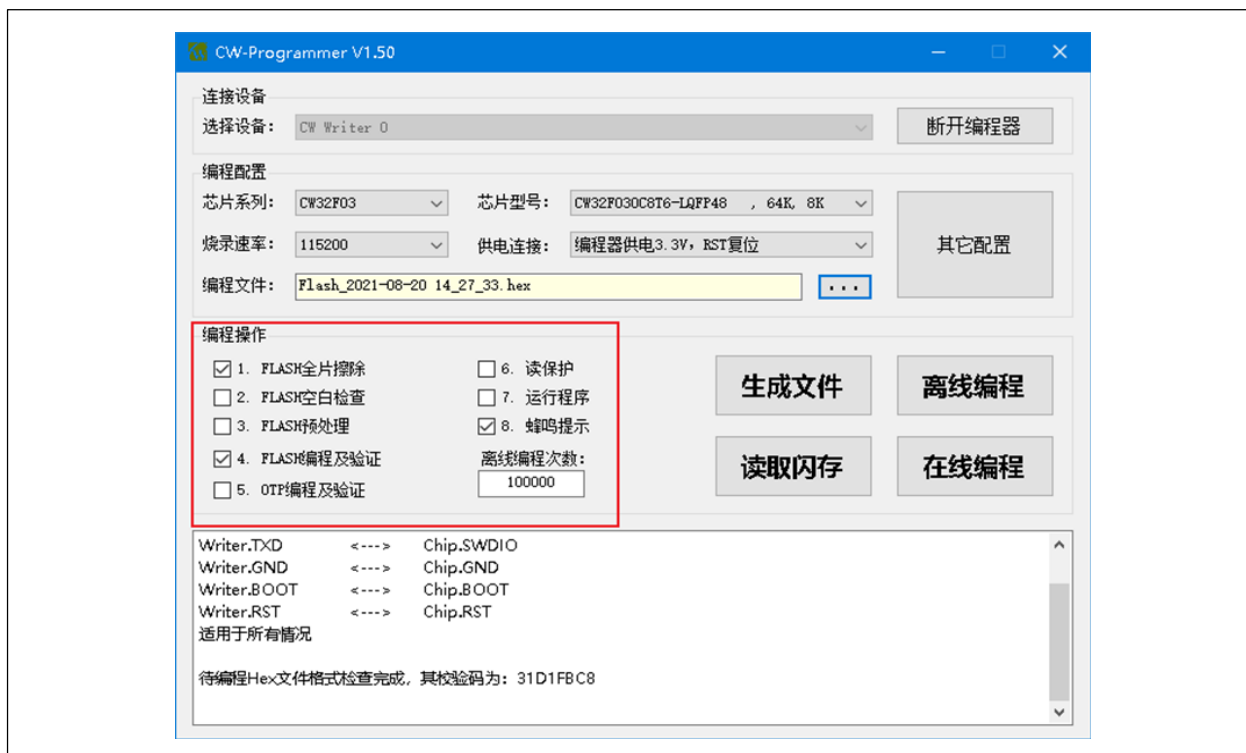 CW-Programmer V1.50
连接设备
选择设备: CW Writer 0 断开编程器
编程配置
芯片系列: CW32F03 芯片型号: CW32F030C8T6-LQFP48 , 64K, 8K
烧录速率: 115200 供电连接: 编程器供电3.3V, RST复位 其它配置
编程文件: Flash_2021-08-20 14_27_33.hex ...
编程操作
1. FLASH全片擦除 6. 读保护
2. FLASH空白检查 7. 运行程序
3. FLASH预处理 8. 蜂鸣提示
4. FLASH编程及验证 离线编程次数:
5. OTP编程及验证 100000
生成文件 离线编程
读取闪存 在线编程
Writer.TXD <---> Chip.SWDIO
Writer.GND <---> Chip.GND
Writer.BOOT <---> Chip.BOOT
Writer.RST <---> Chip.RST
适用于所有情况
待编程Hex文件格式检查完成, 其校验码为: 31D1FBC8